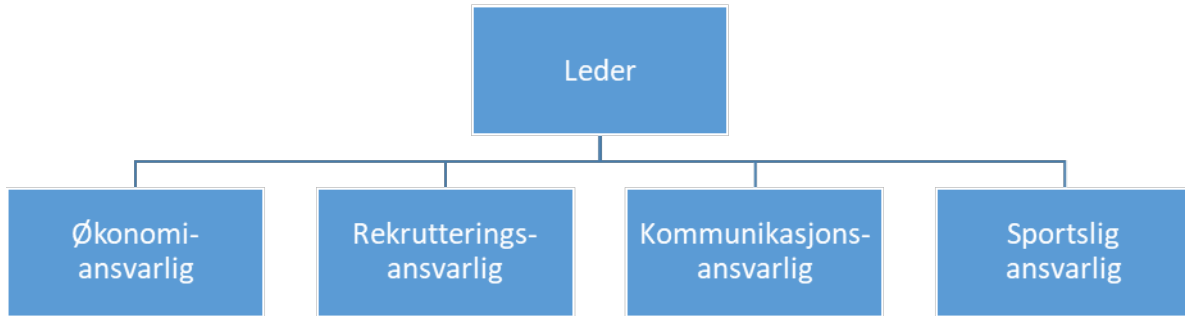 Leder
Økonomi-
ansvarlig
Rekrutterings-
ansvarlig
Kommunikasjons-
ansvarlig
Sportslig
ansvarlig